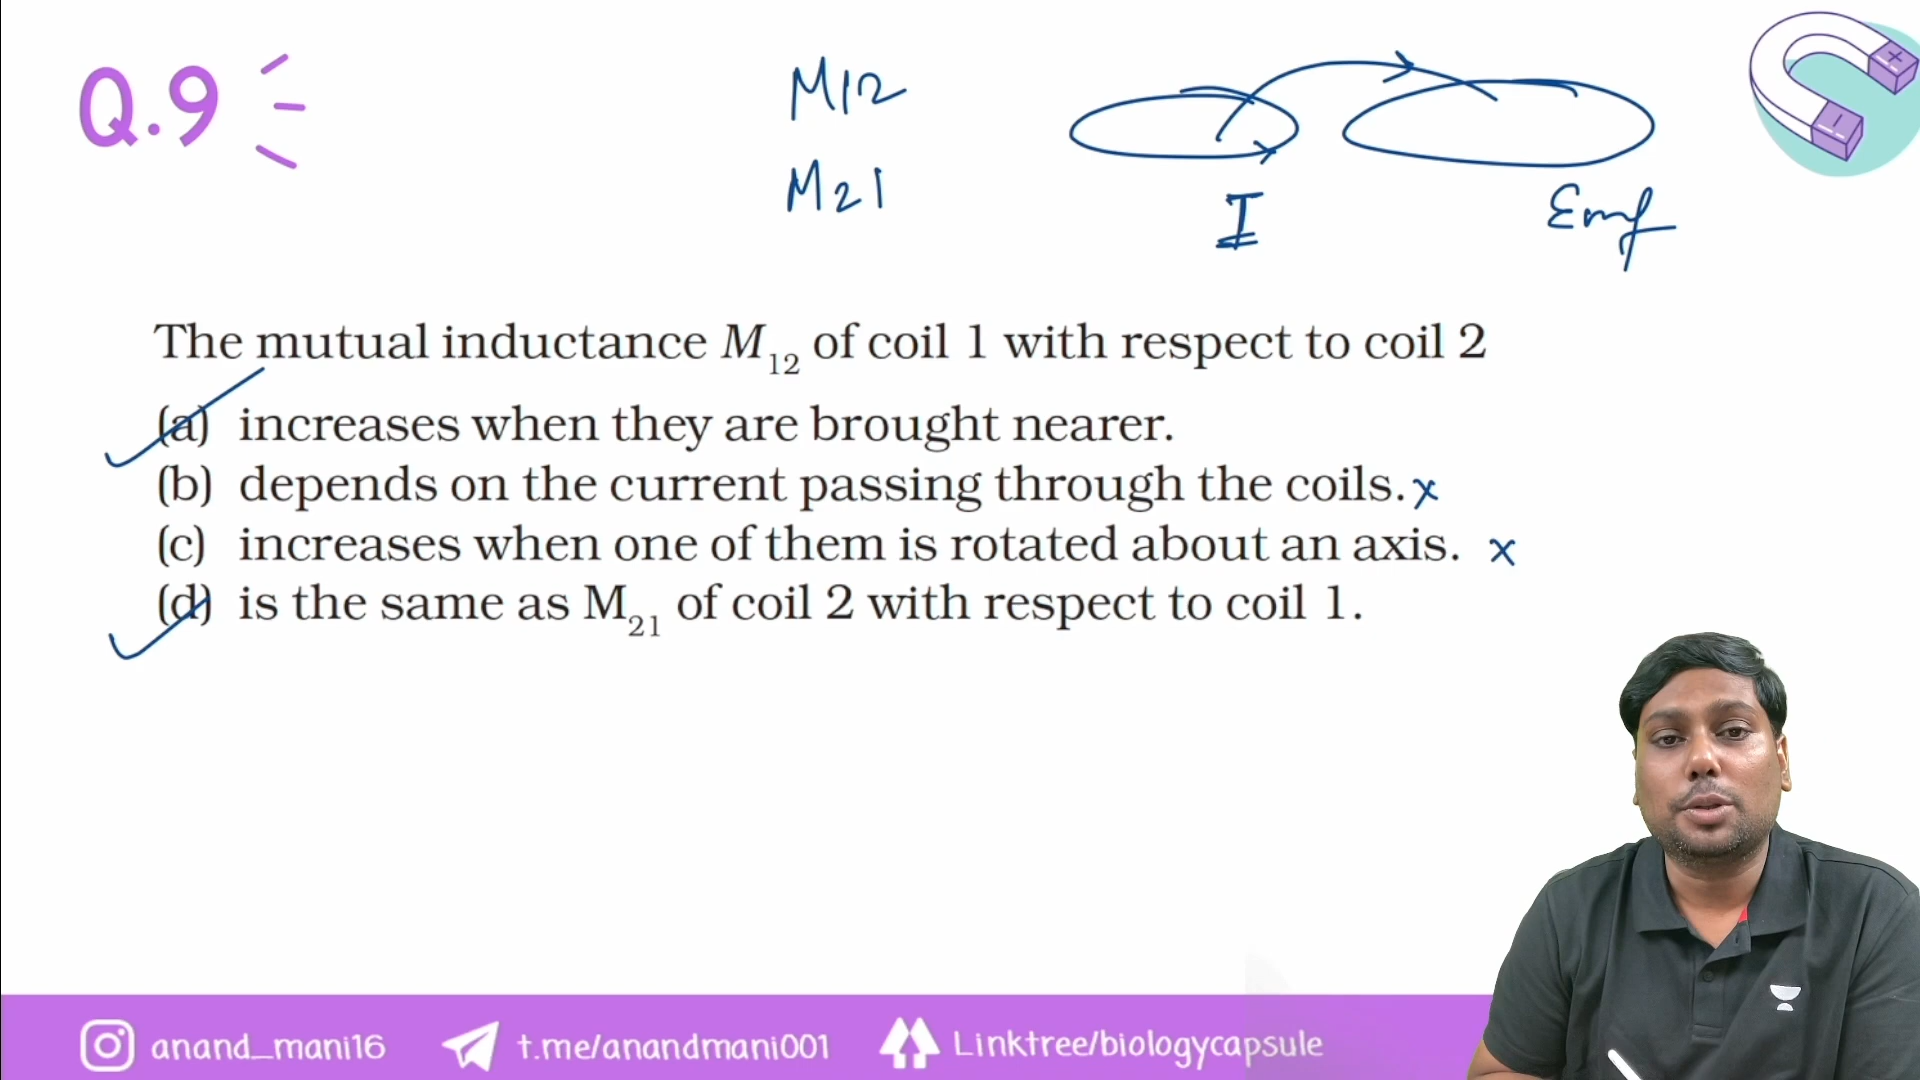 Q.9
M12
M21
I
Emf
The mutual inductance M12 of coil 1 with respect to coil 2
(a) increases when they are brought nearer.
(b) depends on the current passing through the coils. x
(c) increases when one of them is rotated about an axis. x
(d) is the same as M21 of coil 2 with respect to coil 1.
anand_mani16 t.me/anandmani001 Linktree/biologycapsule